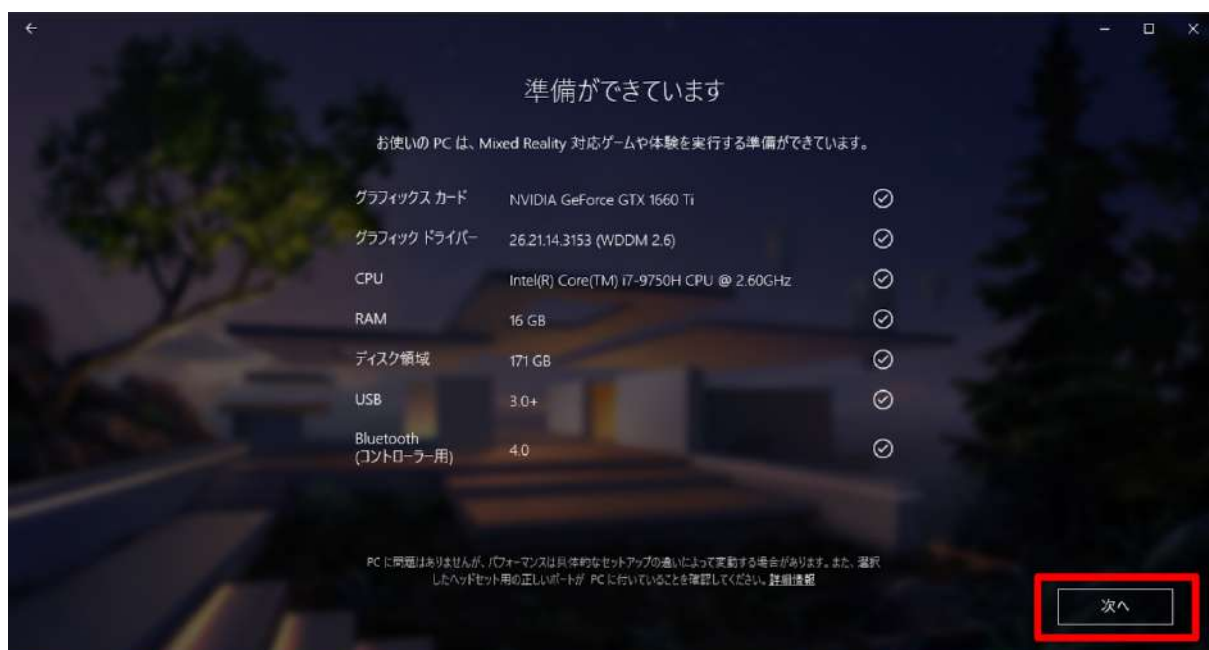 準備ができています
お使いの PC は、Mixed Reality 対応ゲームや体験を実行する準備ができています。
グラフィックス カード NVIDIA GeForce GTX 1660 Ti
グラフィック ドライバー 26.21.14.3153 (WDDM 2.6)
CPU Intel(R) Core(TM) i7-9750H CPU @ 2.60GHz
RAM 16 GB
ディスク領域 171 GB
USB 3.0+
Bluetooth
(コントローラー用) 4.0
PC に問題はありませんが、パフォーマンスは具体的なセットアップの違いによって変動する場合があります。また、選択
したヘッドセット用の正しいポートが PC に付いていることを確認してください。詳細情報
次へ